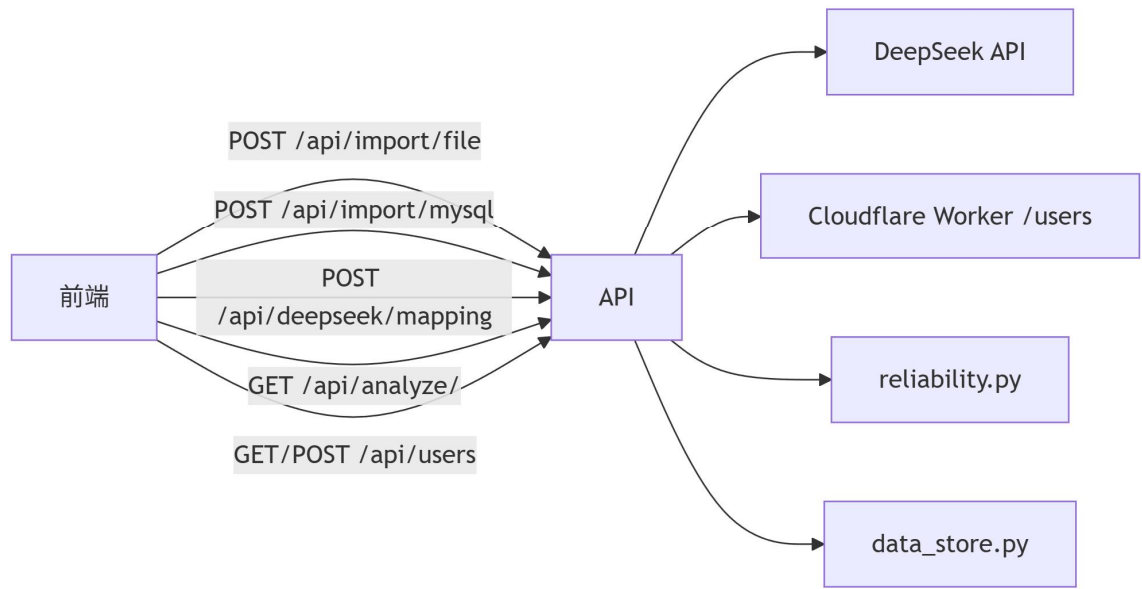 前端
POST /api/import/file
POST /api/import/mysql
POST
/api/deepseek/mapping
GET /api/analyze/
GET/POST /api/users
API
DeepSeek API
Cloudflare Worker /users
reliability.py
data_store.py